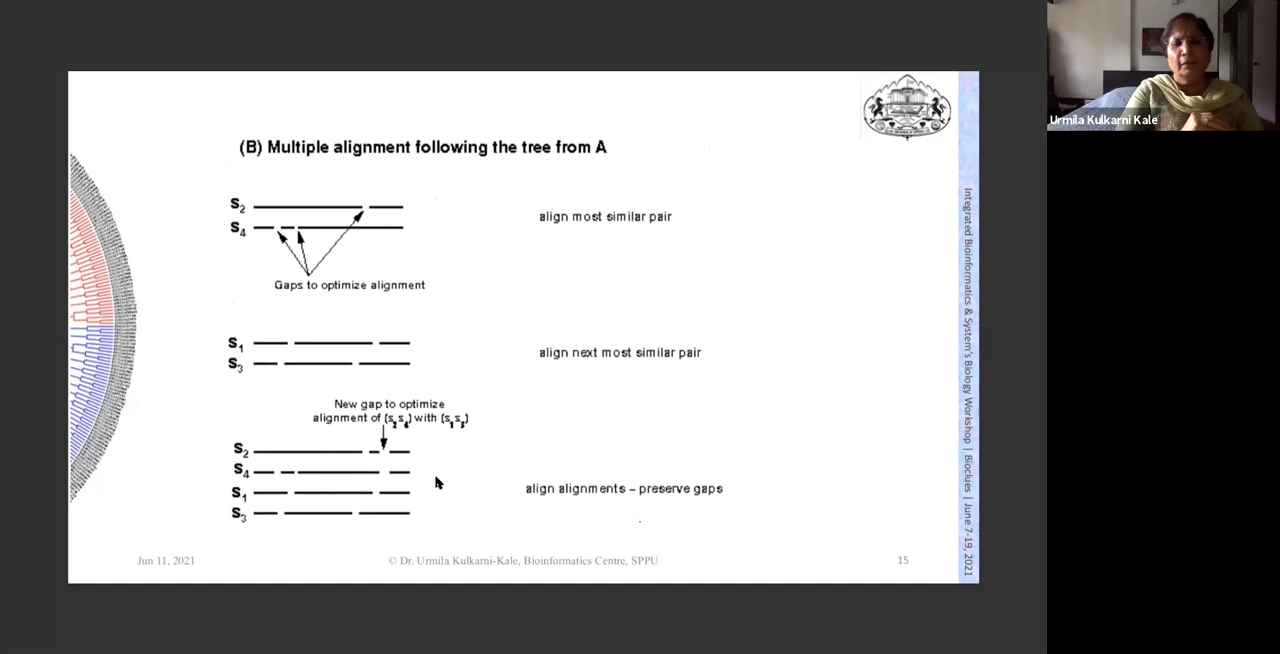 (B) Multiple alignment following the tree from A
S2
align most similar pair
S4
Gaps to optimize alignment
S1
align next most similar pair
S3
New gap to optimize
alignment of (s2s4) with (s1s3)
S2
S4
S1
align alignments – preserve gaps
S3
Jun 11, 2021
© Dr. Urmila Kulkarni-Kale, Bioinformatics Centre, SPPU
15
Integrated Bioinformatics & System's Biology Workshop | Bioclues | June 7-19, 2021
Urmila Kulkarni Kale